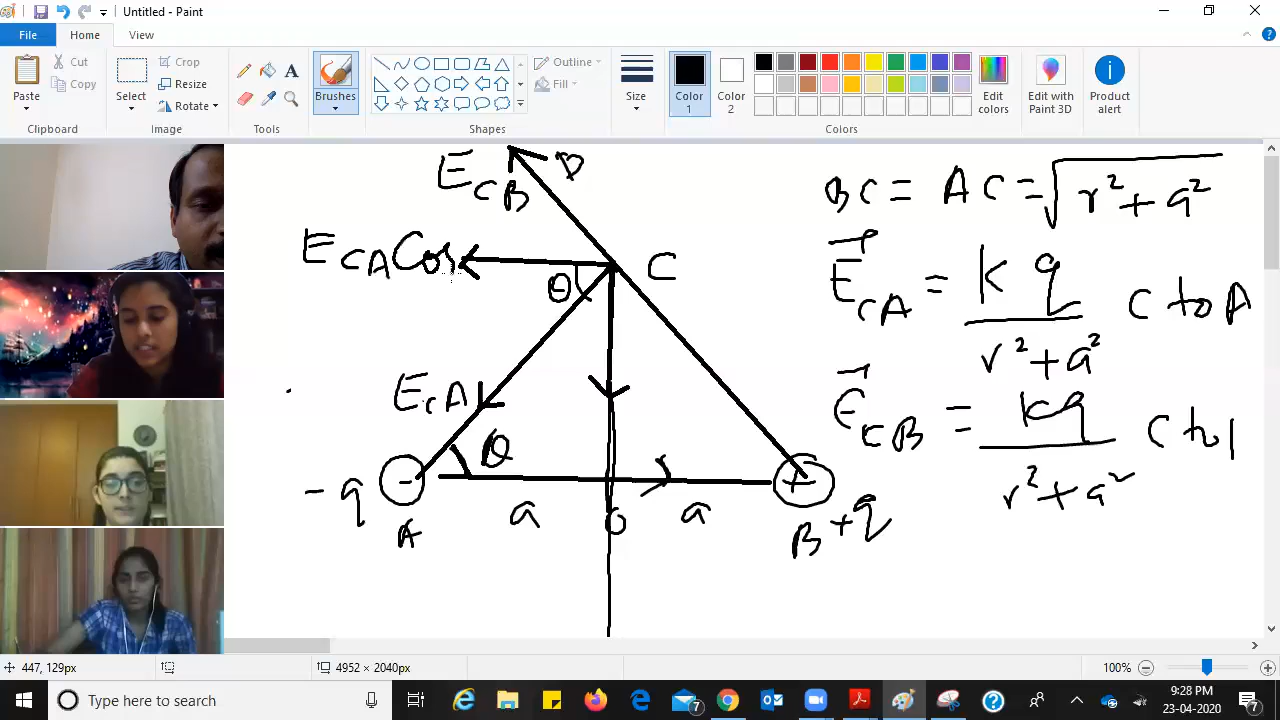 Untitled - Paint
File Home View
Paste
Cut
Copy
Clipboard
Select
Crop
Resize
Rotate
Image
Tools
Brushes
Outline
Fill
Shapes
Size
Color 1
Color 2
Colors
Edit colors
Edit with Paint 3D
Product alert
E CB D
E CA Cos
θ C
E CA
θ
- q - A
a O a
+ B + q
BC = AC = √r² + a²
E CA = Kq / r² + a² C to A
E CB = Kq / r² + a² C to
447, 129px
4952 × 2040px
100%
Type here to search
7
7
9:28 PM
23-04-2020